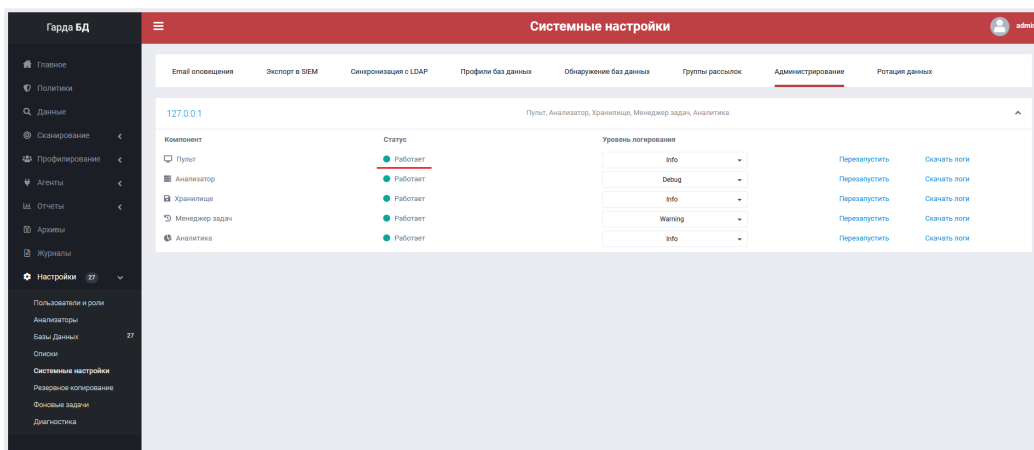 Гарда БД
Системные настройки
admin
Главное
Политики
Данные
Сканирование
Профилирование
Агенты
Отчеты
Архивы
Журналы
Настройки 27
Пользователи и роли
Анализаторы
Базы Данных 27
Списки
Системные настройки
Резервное копирование
Фоновые задачи
Диагностика
Email оповещения Экспорт в SIEM Синхронизация с LDAP Профили баз данных Обнаружение баз данных Группы рассылок Администрирование Ротация данных
127.0.0.1 Пульт, Анализатор, Хранилище, Менеджер задач, Аналитика
Компонент Статус Уровень логирования
Пульт Работает Info Перезапустить Скачать логи
Анализатор Работает Debug Перезапустить Скачать логи
Хранилище Работает Info Перезапустить Скачать логи
Менеджер задач Работает Warning Перезапустить Скачать логи
Аналитика Работает Info Перезапустить Скачать логи